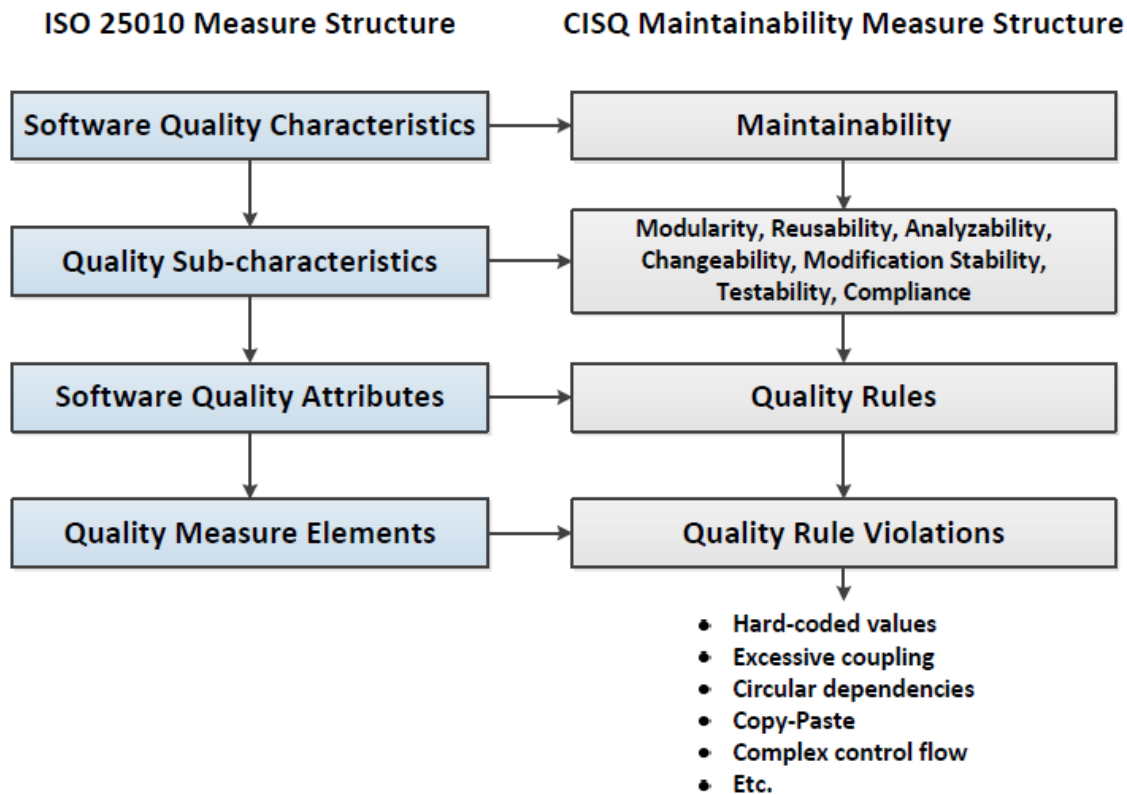 ISO 25010 Measure Structure
CISQ Maintainability Measure Structure
Software Quality Characteristics
Maintainability
Quality Sub-characteristics
Modularity, Reusability, Analyzability,
Changeability, Modification Stability,
Testability, Compliance
Software Quality Attributes
Quality Rules
Quality Measure Elements
Quality Rule Violations
• Hard-coded values
• Excessive coupling
• Circular dependencies
• Copy-Paste
• Complex control flow
• Etc.